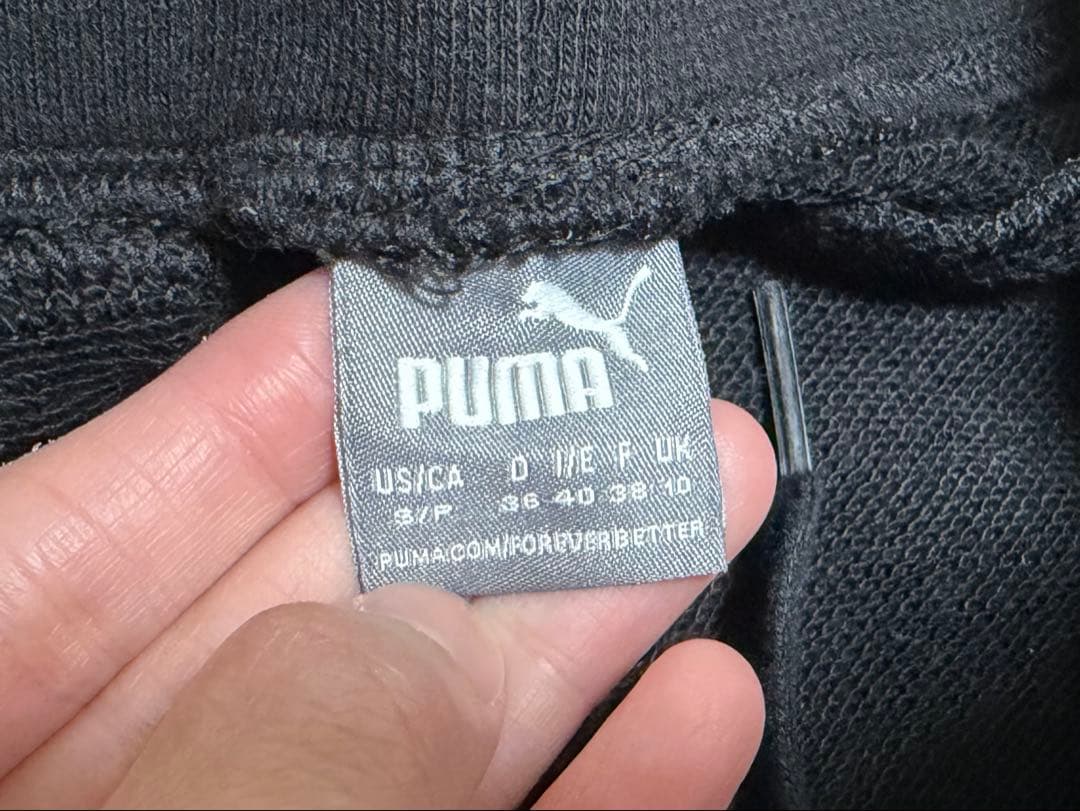 PUMA
US/CA D I/E F UK
S/P 36 40 38 10
PUMA.COM/FOREVERBETTER